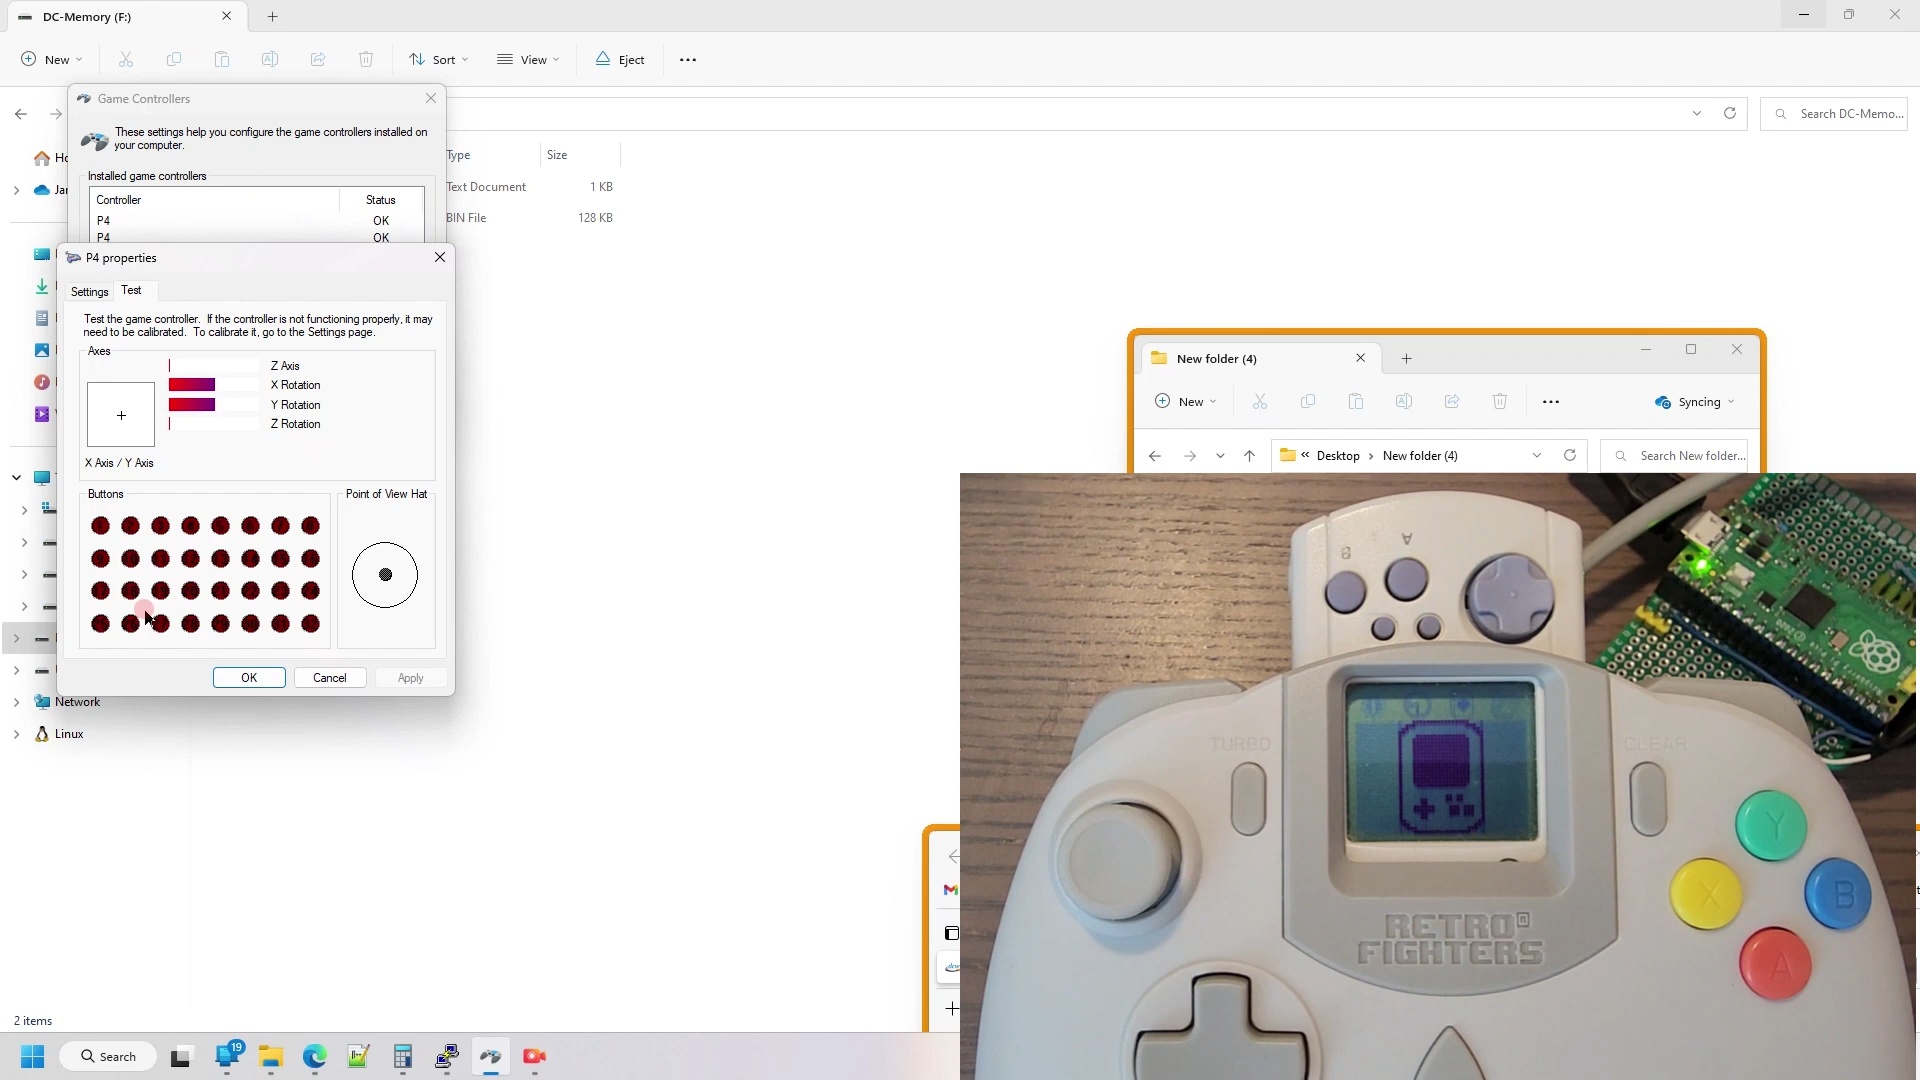 DC-Memory (F:)
New
Sort
View
Eject
Search DC-Memo...
Game Controllers
These settings help you configure the game controllers installed on
your computer.
Installed game controllers
Controller
Status
P4
OK
P4
OK
Type
Size
Text Document
1 KB
BIN File
128 KB
P4 properties
Settings
Test
Test the game controller. If the controller is not functioning properly, it may
need to be calibrated. To calibrate it, go to the Settings page.
Axes
Z Axis
X Rotation
Y Rotation
Z Rotation
X Axis / Y Axis
Buttons
Point of View Hat
OK
Cancel
Apply
Network
Linux
2 items
New folder (4)
New
Syncing
Desktop
New folder (4)
Search New folder...
B
A
TURBO
CLEAR
Y
X
B
A
RETRO
FIGHTERS
Search
19